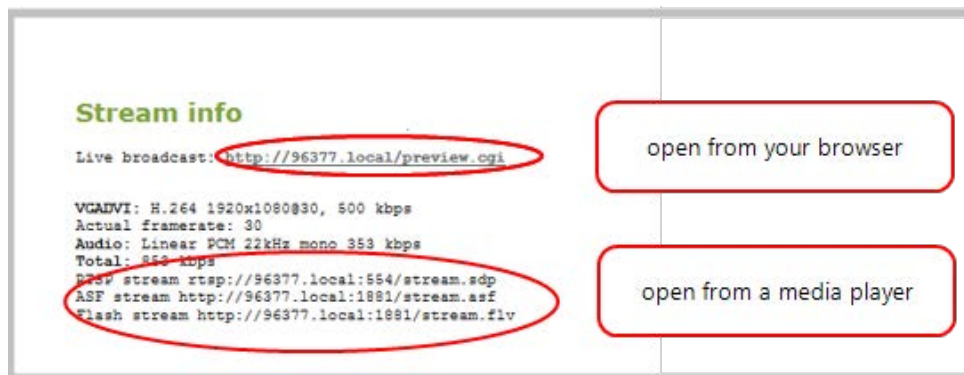 Stream info
Live broadcast: http://96377.local/preview.cgi
open from your browser
VGADVI: H.264 1920x1080@30, 500 kbps
Actual framerate: 30
Audio: Linear PCM 22kHz mono 353 kbps
Total: 853 kbps
RTSP stream rtsp://96377.local:554/stream.sdp
ASF stream http://96377.local:1881/stream.asf
Flash stream http://96377.local:1881/stream.flv
open from a media player